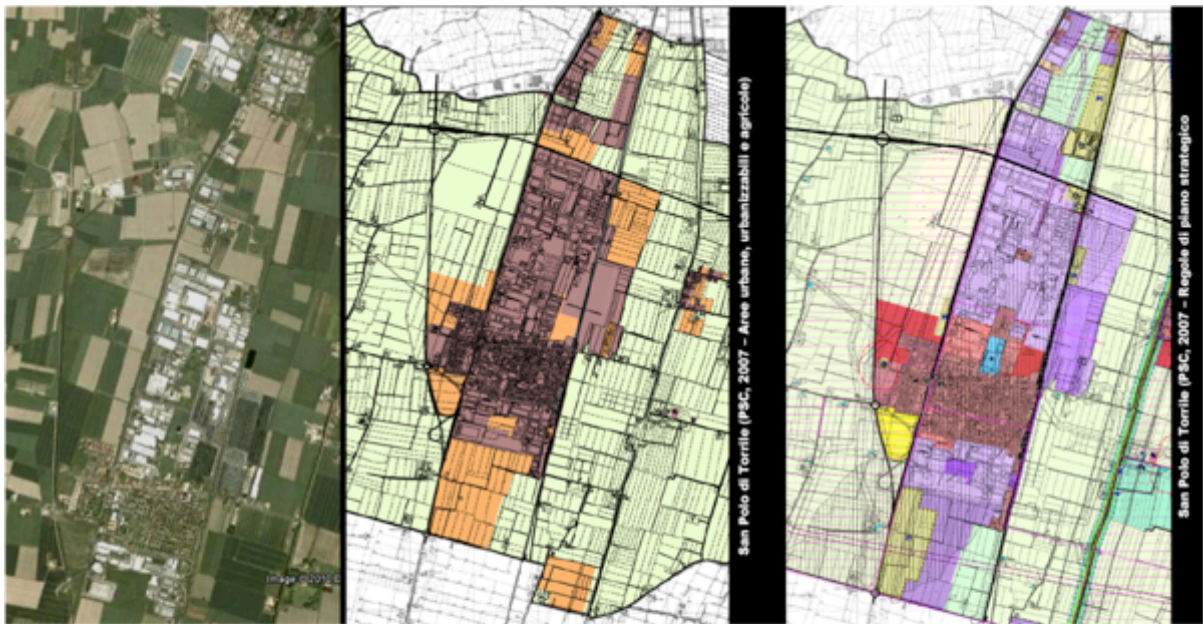 Image © 2010 D
San Polo di Torrile (PSC, 2007 – Aree urbane, urbanizzabili e agricole)
San Polo di Torrile (PSC, 2007 – Regole di piano strategico